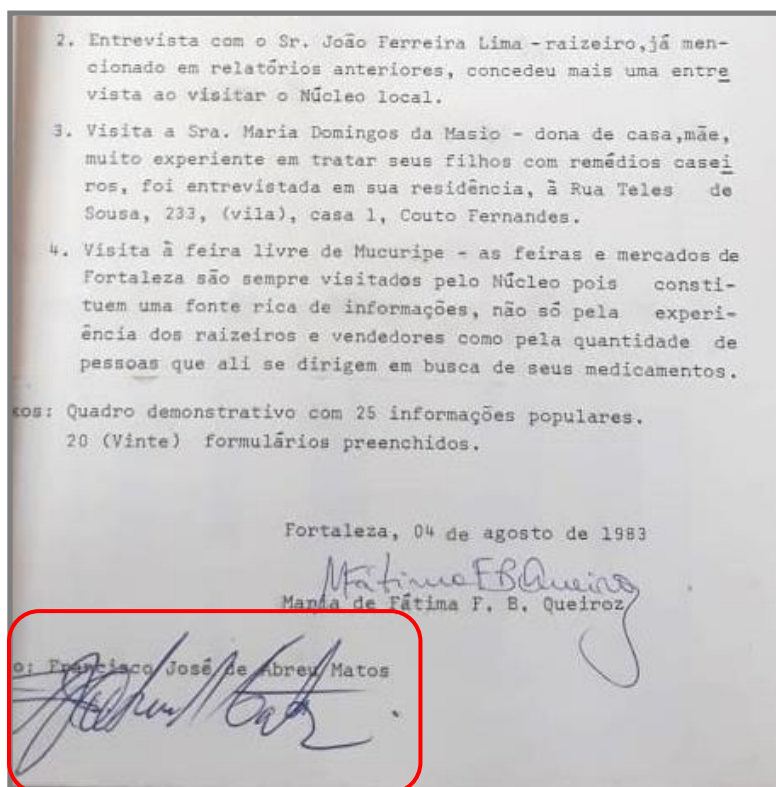 2. Entrevista com o Sr. João Ferreira Lima - raizeiro, já men-
cionado em relatórios anteriores, concedeu mais uma entre
vista ao visitar o Núcleo local.
3. Visita a Sra. Maria Domingos da Masio - dona de casa, mãe,
muito experiente em tratar seus filhos com remédios casei
ros, foi entrevistada em sua residência, à Rua Teles de
Sousa, 233, (vila), casa 1, Couto Fernandes.
4. Visita à feira livre de Mucuripe - as feiras e mercados de
Fortaleza são sempre visitados pelo Núcleo pois consti-
tuem uma fonte rica de informações, não só pela experi-
ência dos raizeiros e vendedores como pela quantidade de
pessoas que ali se dirigem em busca de seus medicamentos.
xos: Quadro demonstrativo com 25 informações populares.
20 (Vinte) formulários preenchidos.
Fortaleza, 04 de agosto de 1983
MFátima F B Queiroz
Maria de Fátima F. B. Queiroz
o: Francisco José de Abreu Matos